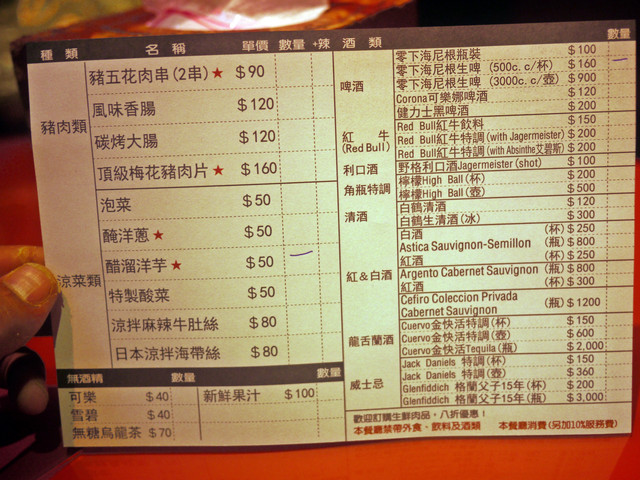 種類 名稱 單價 數量 +辣
豬肉類
豬五花肉串(2串)★ $90
風味香腸 $120
碳烤大腸 $120
頂級梅花豬肉片★ $160
涼菜類
泡菜 $50
醃洋蔥★ $50
醋溜洋芋★ $50
特製酸菜 $50
涼拌麻辣牛肚絲 $80
日本涼拌海帶絲 $80
無酒精 數量 數量
可樂 $40 新鮮果汁 $100
雪碧 $40
無糖烏龍茶 $70
酒類 數量
啤酒
零下海尼根瓶裝 $100
零下海尼根生啤 (500c.c/杯) $160
零下海尼根生啤 (3000c.c/壺) $900
Corona可樂娜啤酒 $120
健力士黑啤酒 $200
紅牛
(Red Bull)
Red Bull紅牛飲料 $150
Red Bull紅牛特調 (with Jagermeister) $200
Red Bull紅牛特調 (with Absinthe艾碧斯) $200
利口酒 野格利口酒Jagermeister (shot) $100
角瓶特調
檸檬High Ball (杯) $200
檸檬High Ball (壺) $500
清酒
白鶴清酒 $120
白鶴生清酒(冰) $300
紅&白酒
白酒 (杯) $250
Astica Sauvignon-Semillon (瓶) $800
紅酒 (杯) $250
Argento Cabernet Sauvignon (瓶) $800
紅酒 (杯) $300
Cefiro Coleccion Privada
Cabernet Sauvignon (瓶) $1200
龍舌蘭酒
Cuervo金快活特調(杯) $150
Cuervo金快活特調(壺) $600
Cuervo金快活Tequila(瓶) $2,000
威士忌
Jack Daniels 特調(杯) $150
Jack Daniels 特調(壺) $360
Glenfiddich 格蘭父子15年(杯) $200
Glenfiddich 格蘭父子15年(瓶) $3,000
歡迎訂購生鮮肉品，八折優惠！
本餐廳禁帶外食、飲料及酒類 本餐廳消費(另加10%服務費)